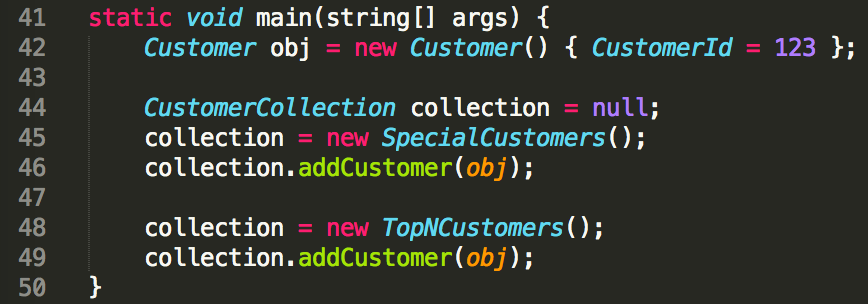 41 static void main(string[] args) {
42 Customer obj = new Customer() { CustomerId = 123 };
43
44 CustomerCollection collection = null;
45 collection = new SpecialCustomers();
46 collection.addCustomer(obj);
47
48 collection = new TopNCustomers();
49 collection.addCustomer(obj);
50 }